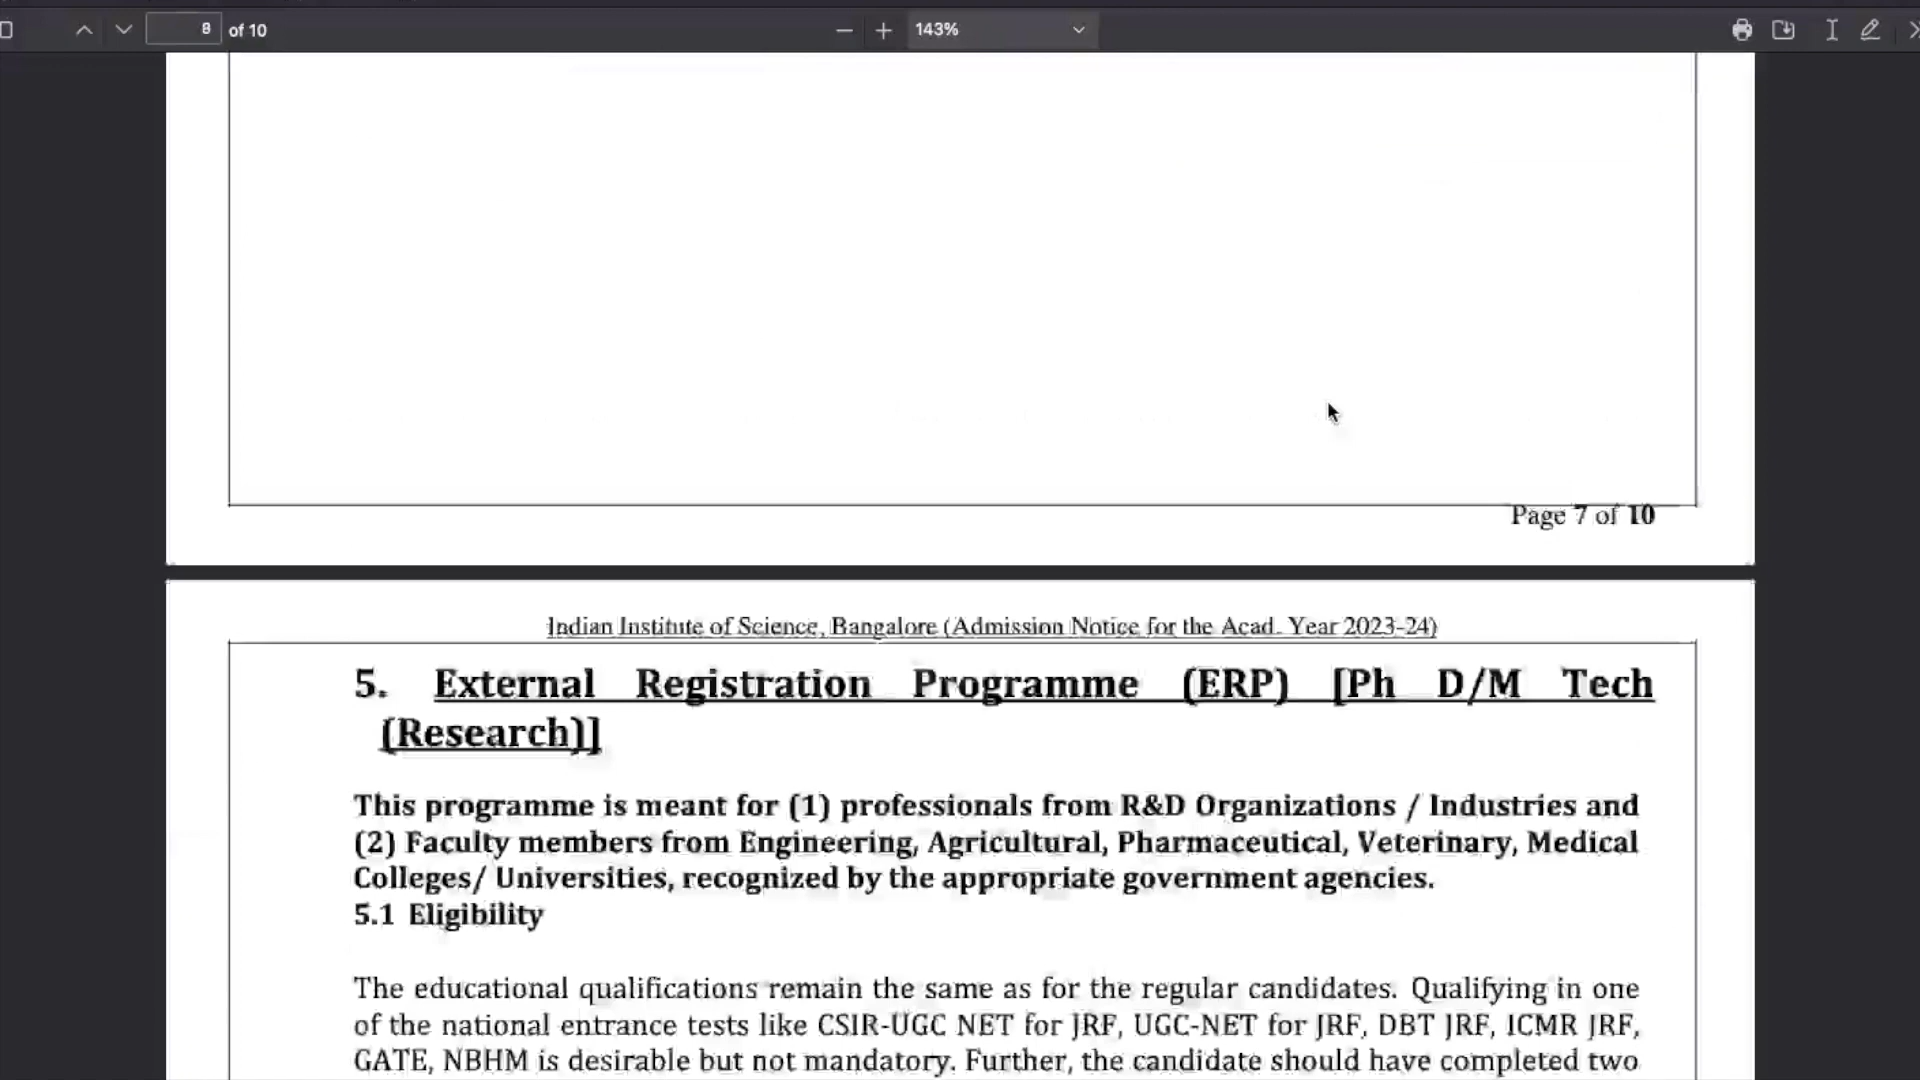 8 of 10
143%
Page 7 of 10
Indian Institute of Science, Bangalore (Admission Notice for the Acad. Year 2023-24)
5. External Registration Programme (ERP) [Ph D/M Tech
(Research)]
This programme is meant for (1) professionals from R&D Organizations / Industries and
(2) Faculty members from Engineering, Agricultural, Pharmaceutical, Veterinary, Medical
Colleges/ Universities, recognized by the appropriate government agencies.
5.1 Eligibility
The educational qualifications remain the same as for the regular candidates. Qualifying in one
of the national entrance tests like CSIR-UGC NET for JRF, UGC-NET for JRF, DBT JRF, ICMR JRF,
GATE, NBHM is desirable but not mandatory. Further, the candidate should have completed two